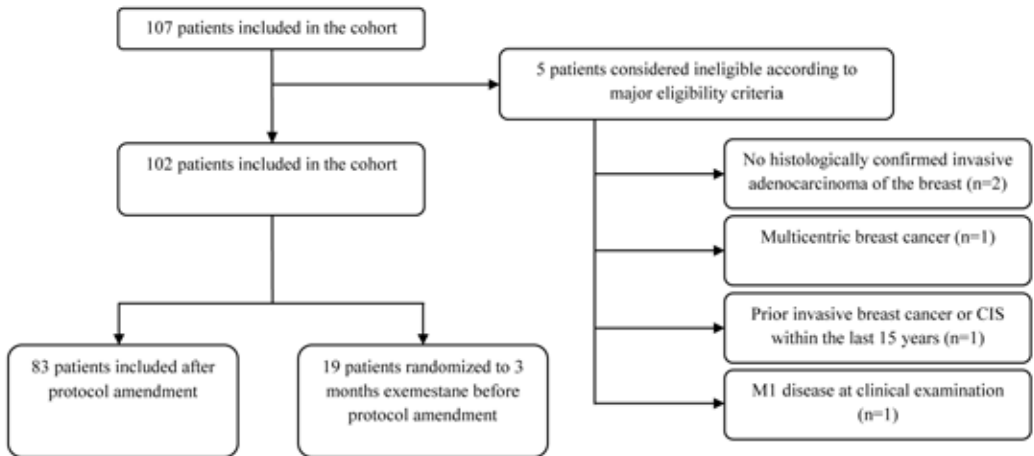 107 patients included in the cohort
5 patients considered ineligible according to
major eligibility criteria
102 patients included in the cohort
No histologically confirmed invasive
adenocarcinoma of the breast (n=2)
Multicentric breast cancer (n=1)
Prior invasive breast cancer or CIS
within the last 15 years (n=1)
83 patients included after
protocol amendment
19 patients randomized to 3
months exemestane before
protocol amendment
M1 disease at clinical examination
(n=1)